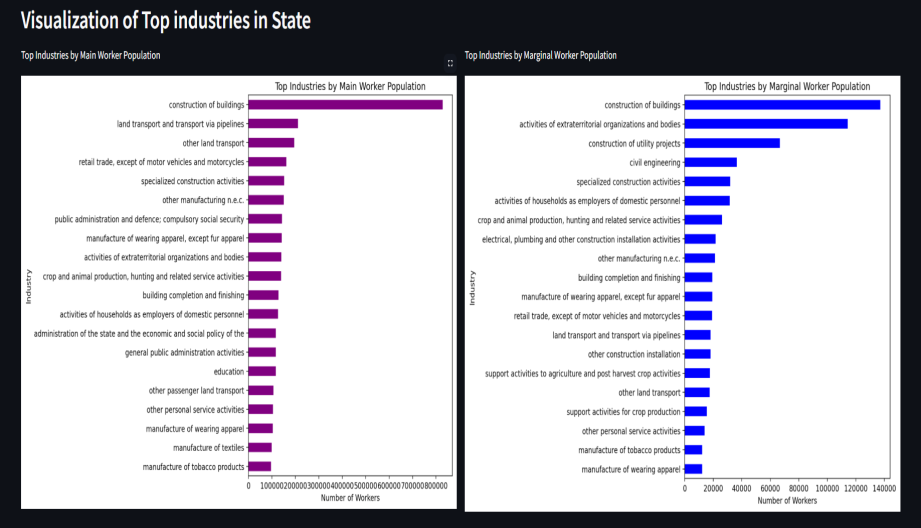 Visualization of Top industries in State
Top Industries by Main Worker Population
Top Industries by Main Worker Population
construction of buildings
land transport and transport via pipelines
other land transport
retail trade, except of motor vehicles and motorcycles
specialized construction activities
other manufacturing n.e.c.
public administration and defence; compulsory social security
manufacture of wearing apparel, except fur apparel
activities of extraterritorial organizations and bodies
crop and animal production, hunting and related service activities
building completion and finishing
activities of households as employers of domestic personnel
administration of the state and the economic and social policy of the
general public administration activities
education
other passenger land transport
other personal service activities
manufacture of wearing apparel
manufacture of textiles
manufacture of tobacco products
Industry
0 100000200000300000400000500000600000700000800000
Number of Workers
Top Industries by Marginal Worker Population
Top Industries by Marginal Worker Population
construction of buildings
activities of extraterritorial organizations and bodies
construction of utility projects
civil engineering
specialized construction activities
activities of households as employers of domestic personnel
crop and animal production, hunting and related service activities
electrical, plumbing and other construction installation activities
other manufacturing n.e.c.
building completion and finishing
manufacture of wearing apparel, except fur apparel
retail trade, except of motor vehicles and motorcycles
land transport and transport via pipelines
other construction installation
support activities to agriculture and post harvest crop activities
other land transport
support activities for crop production
other personal service activities
manufacture of tobacco products
manufacture of wearing apparel
Industry
0 20000 40000 60000 80000 100000 120000 140000
Number of Workers